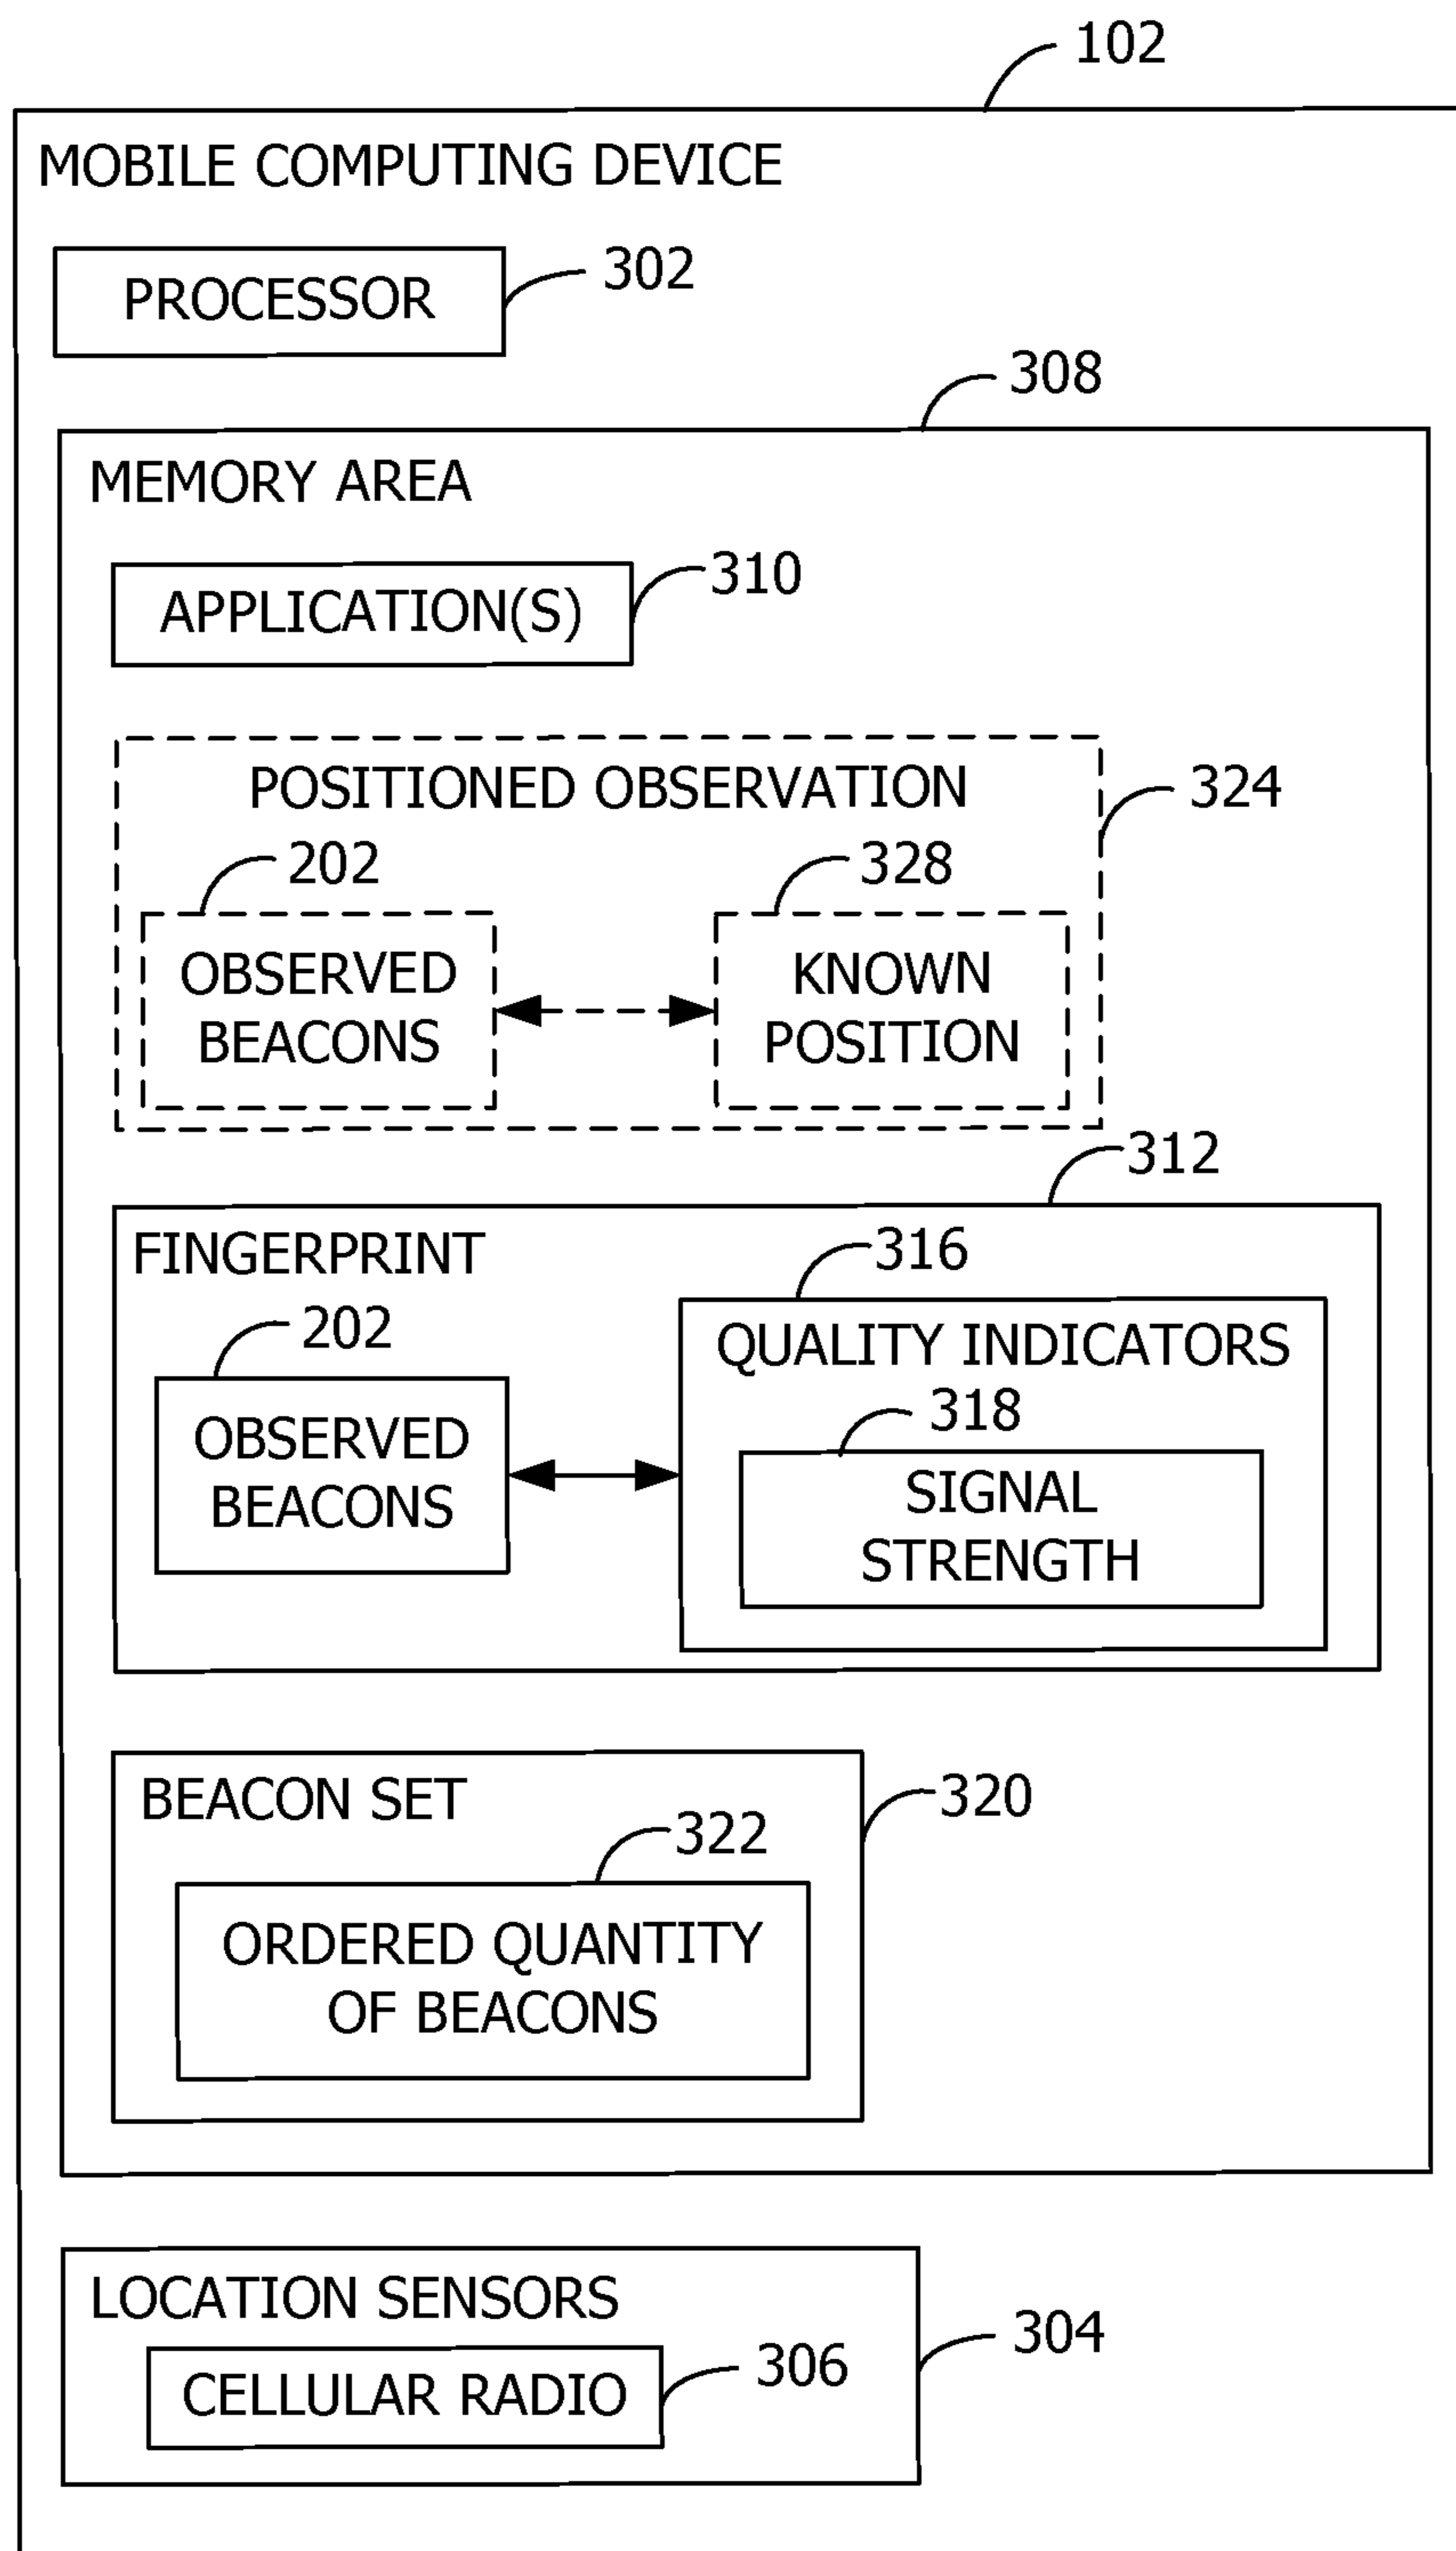 102
MOBILE COMPUTING DEVICE
PROCESSOR
302
308
MEMORY AREA
APPLICATION(S)
310
POSITIONED OBSERVATION
324
202
328
OBSERVED
BEACONS
KNOWN
POSITION
312
FINGERPRINT
316
202
QUALITY INDICATORS
318
OBSERVED
BEACONS
SIGNAL
STRENGTH
BEACON SET
320
322
ORDERED QUANTITY
OF BEACONS
LOCATION SENSORS
304
CELLULAR RADIO
306